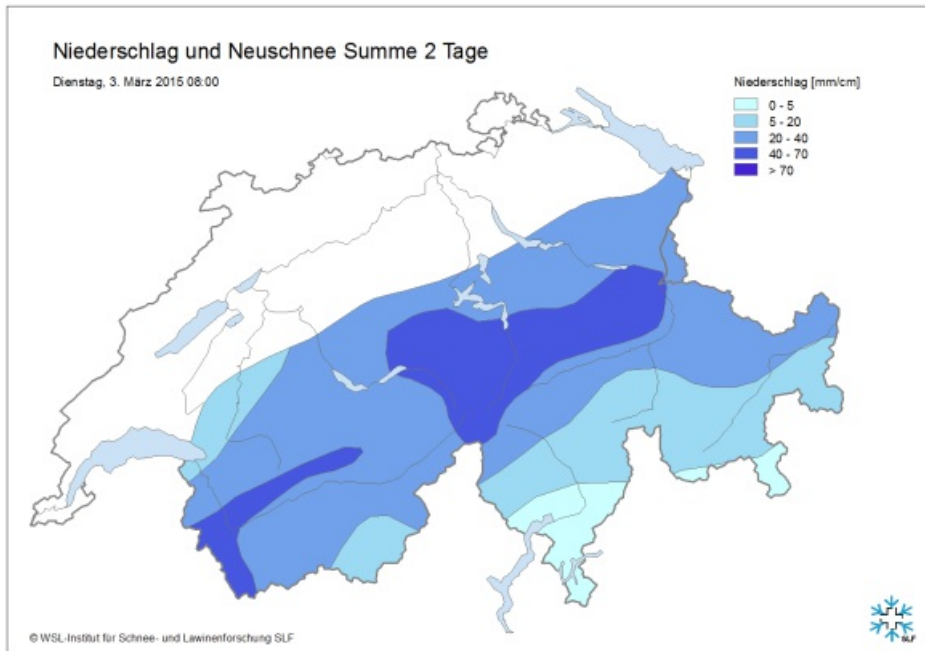 Niederschlag und Neuschnee Summe 2 Tage
Dienstag, 3. März 2015 08:00
Niederschlag [mm/cm]
0 - 5
5 - 20
20 - 40
40 - 70
> 70
© WSL-Institut für Schnee- und Lawinenforschung SLF
SLF